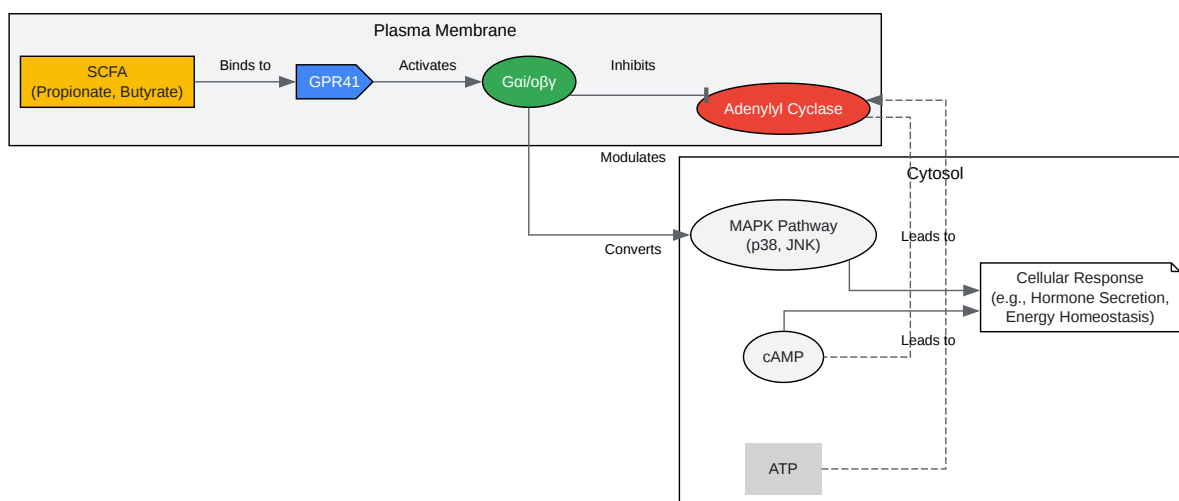 Plasma Membrane
SCFA
(Propionate, Butyrate)
Binds to
GPR41
Activates
Gαi/oβγ
Inhibits
Adenylyl Cyclase
Modulates
Cytosol
MAPK Pathway
(p38, JNK)
Converts
Leads to
Cellular Response
(e.g., Hormone Secretion,
Energy Homeostasis)
Leads to
cAMP
ATP